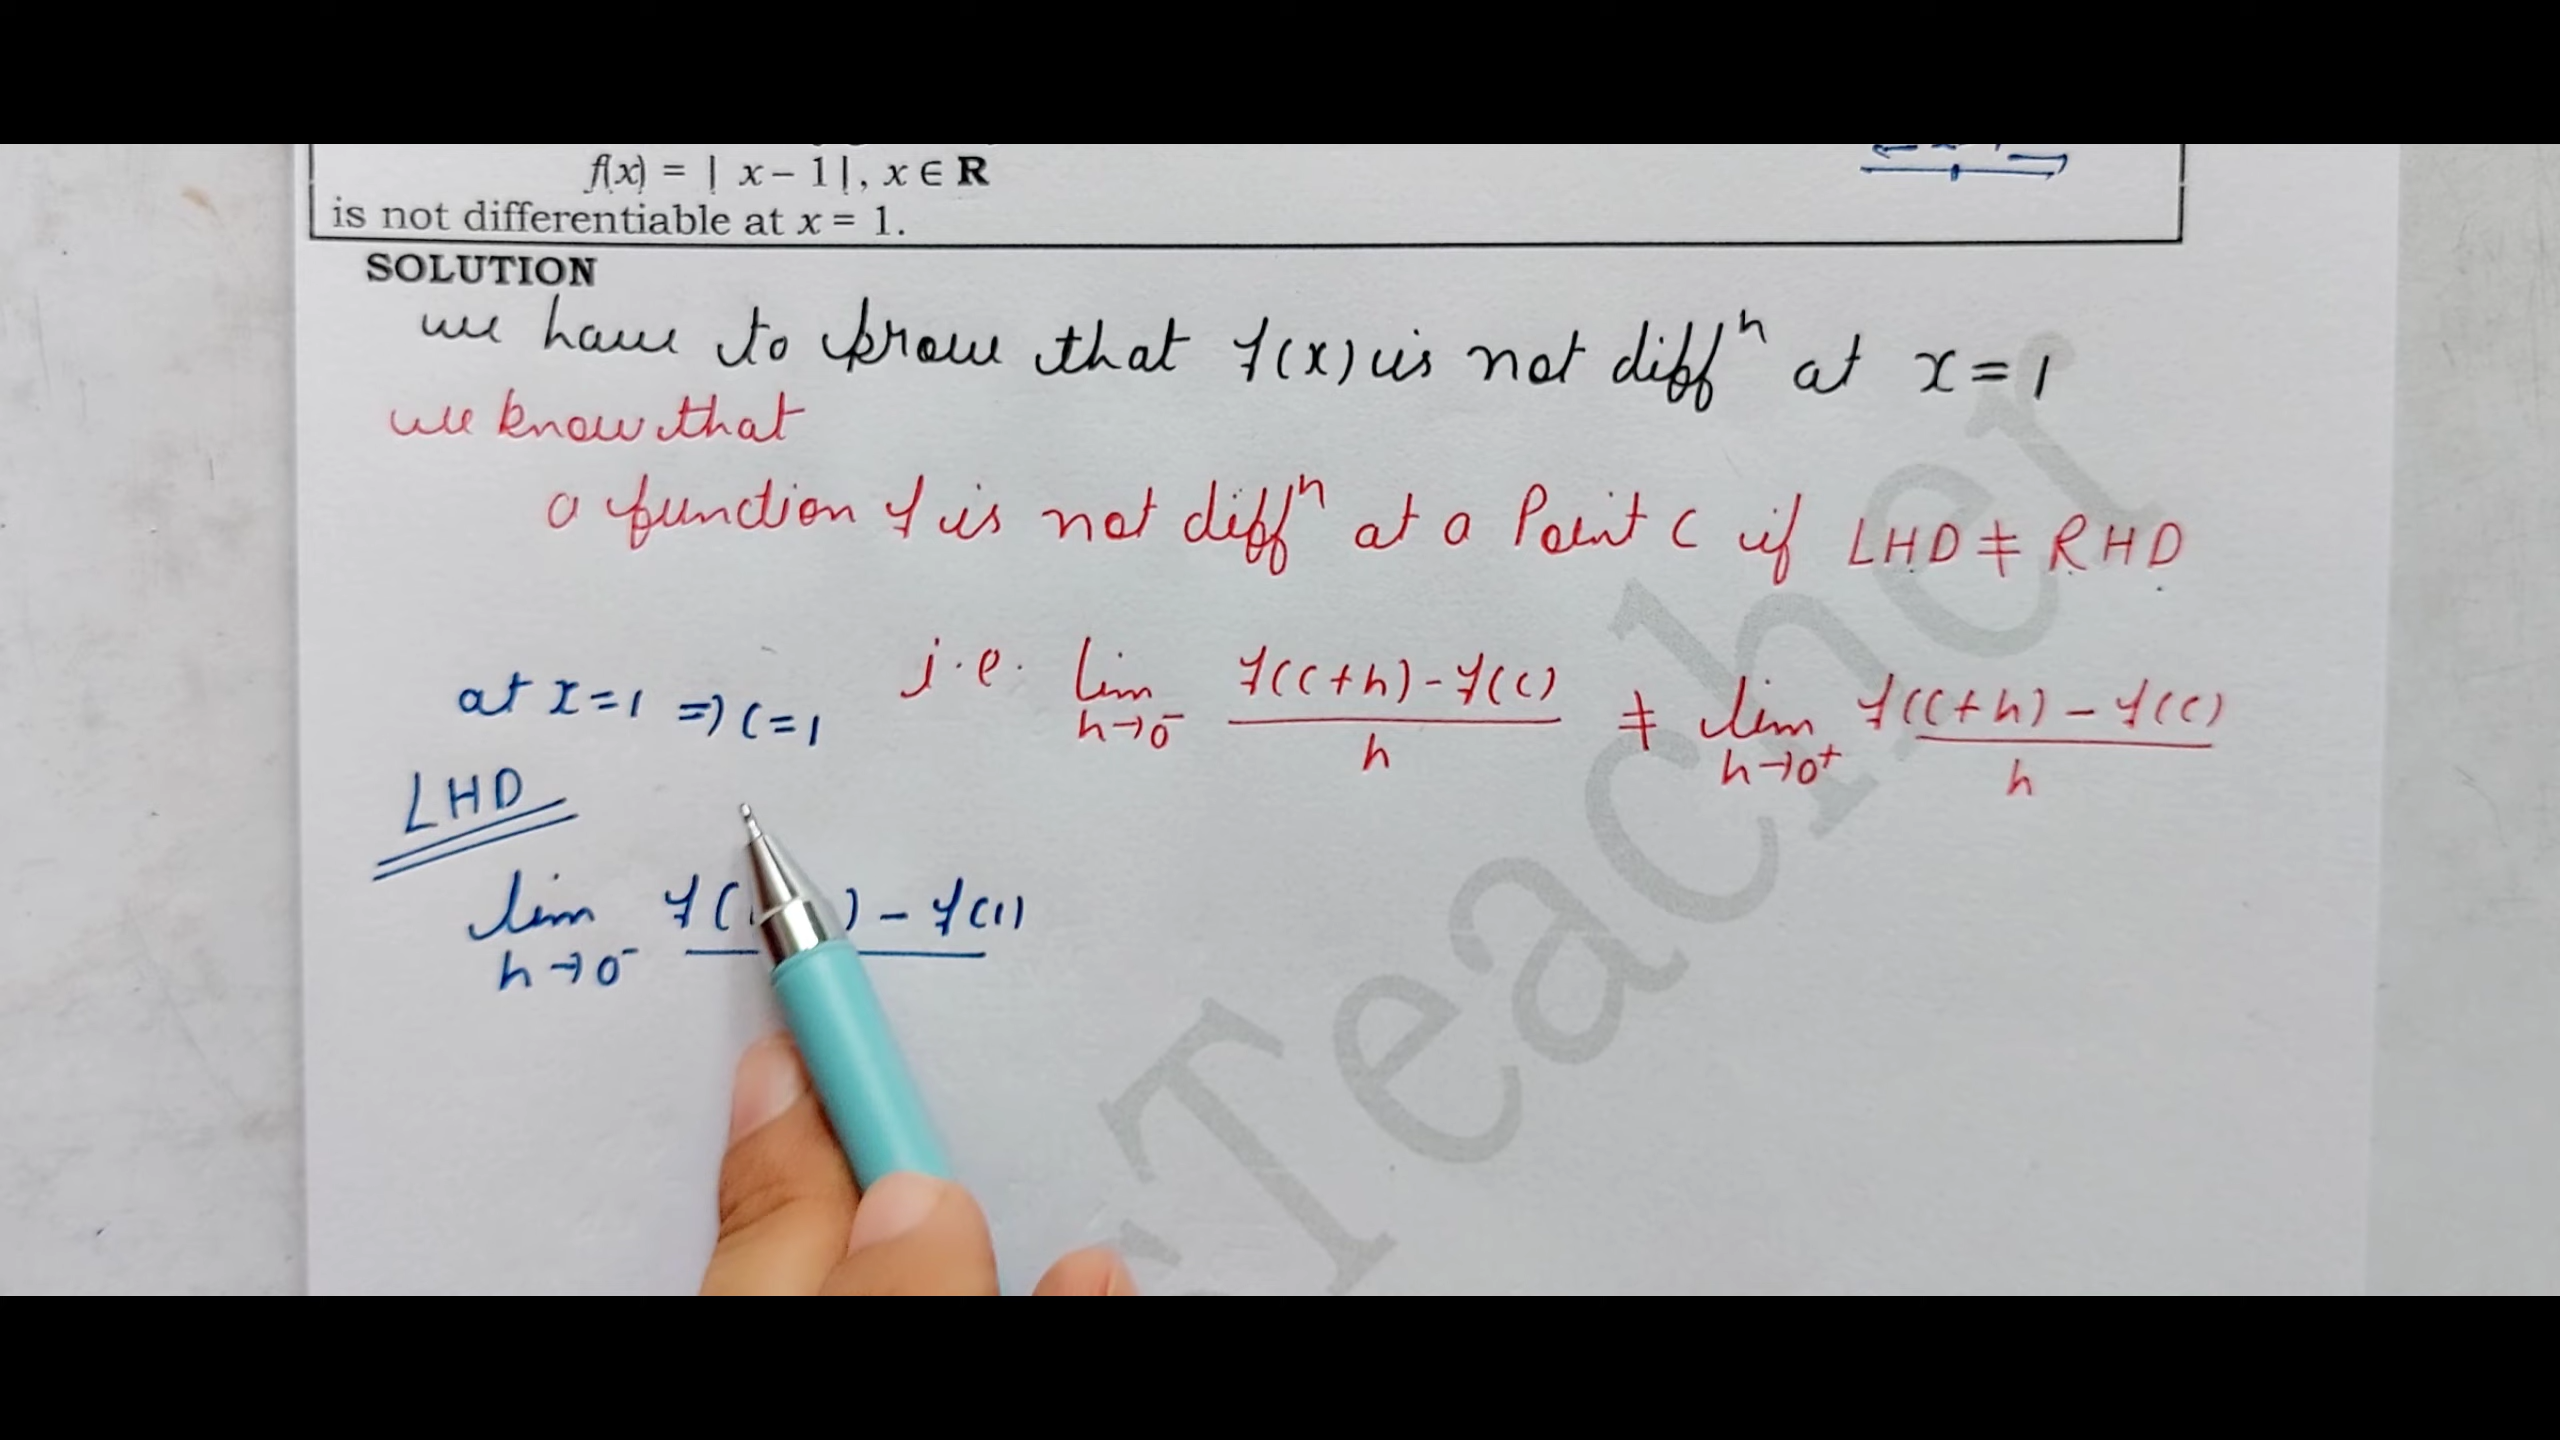 f(x) = | x – 1|, x ∈ R
is not differentiable at x = 1.
SOLUTION
we have to prove that f(x) is not diffⁿ at x = 1
we know that
a function f is not diffⁿ at a Point C if LHD ≠ RHD
at x = 1 ⇒ C = 1
i.e. lim h→0⁻ f(C+h) – f(C) / h ≠ lim h→0⁺ f(C+h) – f(C) / h
LHD
lim h→0⁻ f( ) – f(1)
Teacher